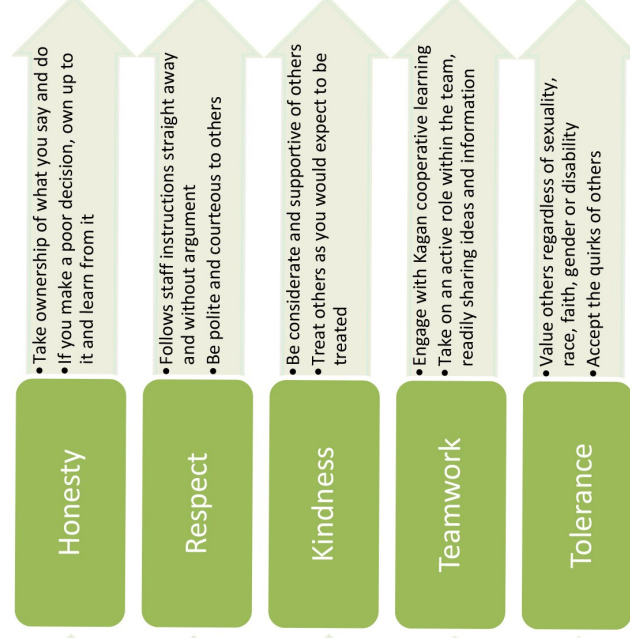 Honesty
• Take ownership of what you say and do
• If you make a poor decision, own up to
it and learn from it
Respect
• Follows staff instructions straight away
and without argument
• Be polite and courteous to others
Kindness
• Be considerate and supportive of others
• Treat others as you would expect to be
treated
Teamwork
• Engage with Kagan cooperative learning
• Take on an active role within the team,
readily sharing ideas and information
Tolerance
• Value others regardless of sexuality,
race, faith, gender or disability
• Accept the quirks of others